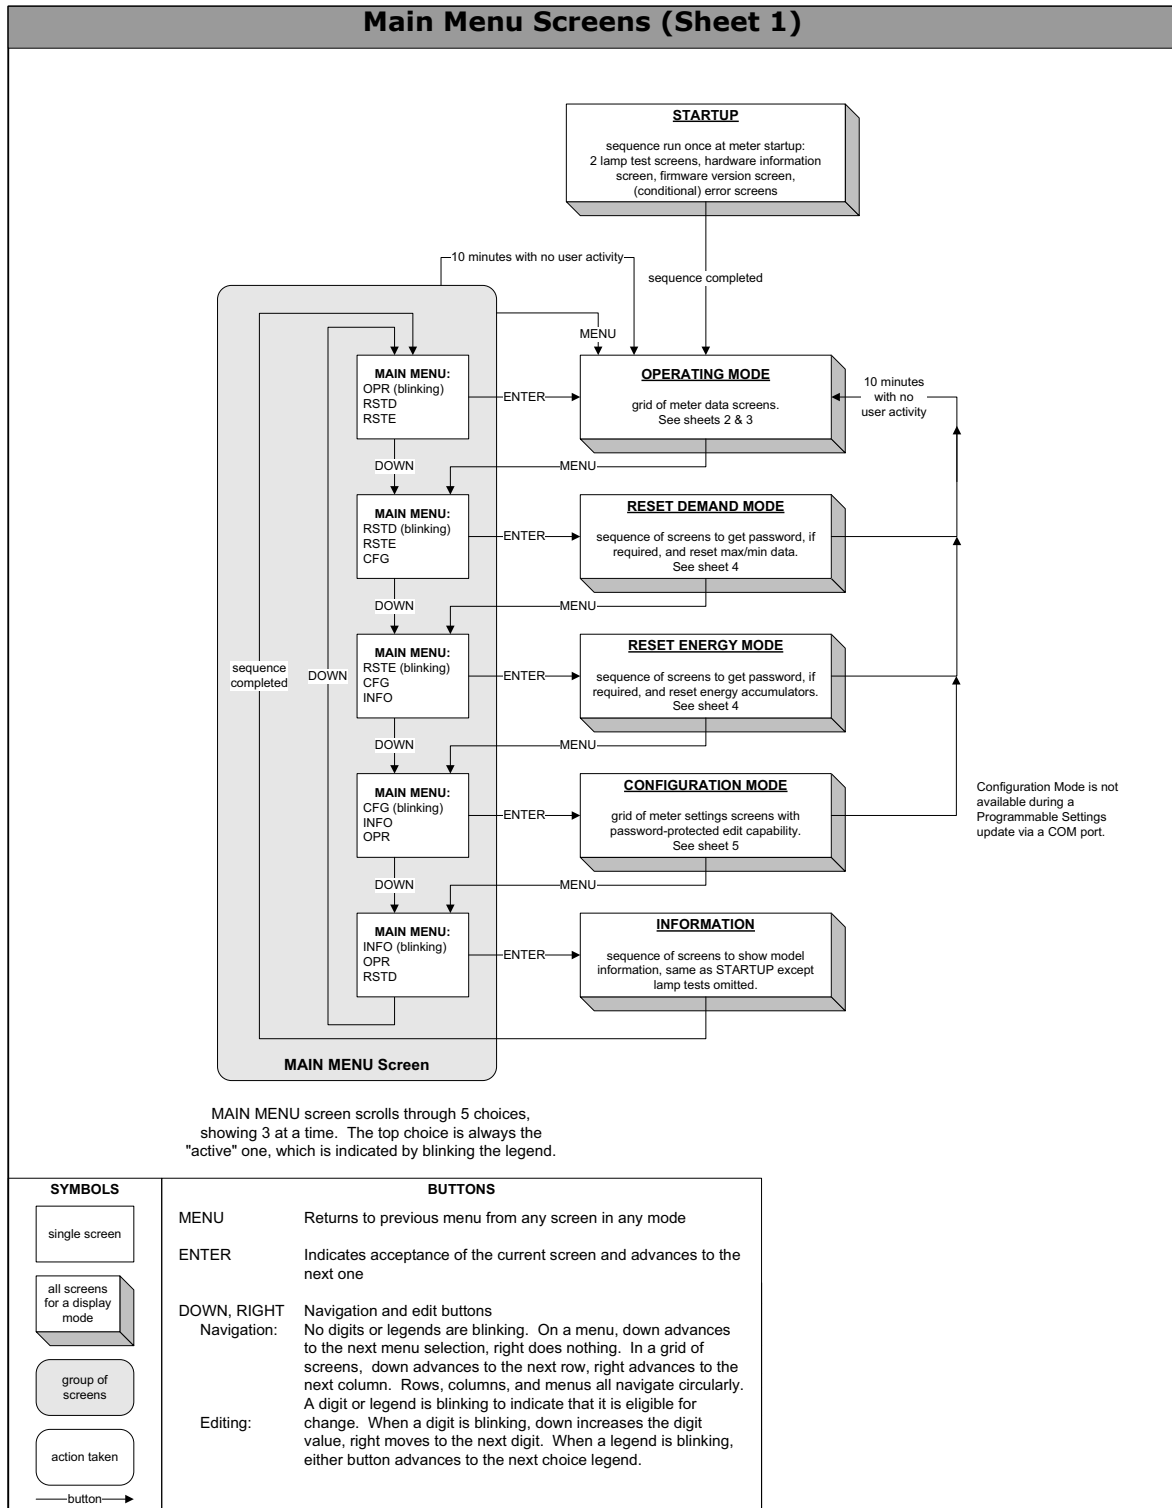 Main Menu Screens (Sheet 1)
STARTUP
sequence run once at meter startup:
2 lamp test screens, hardware information
screen, firmware version screen,
(conditional) error screens
10 minutes with no user activity
sequence completed
MENU
MAIN MENU:
OPR (blinking)
RSTD
RSTE
ENTER
OPERATING MODE
grid of meter data screens.
See sheets 2 & 3
10 minutes
with no
user activity
DOWN
MENU
MAIN MENU:
RSTD (blinking)
RSTE
CFG
ENTER
RESET DEMAND MODE
sequence of screens to get password, if
required, and reset max/min data.
See sheet 4
DOWN
MENU
sequence
completed
DOWN
MAIN MENU:
RSTE (blinking)
CFG
INFO
ENTER
RESET ENERGY MODE
sequence of screens to get password, if
required, and reset energy accumulators.
See sheet 4
DOWN
MENU
MAIN MENU:
CFG (blinking)
INFO
OPR
ENTER
CONFIGURATION MODE
grid of meter settings screens with
password-protected edit capability.
See sheet 5
Configuration Mode is not
available during a
Programmable Settings
update via a COM port.
DOWN
MENU
MAIN MENU:
INFO (blinking)
OPR
RSTD
ENTER
INFORMATION
sequence of screens to show model
information, same as STARTUP except
lamp tests omitted.
MAIN MENU Screen
MAIN MENU screen scrolls through 5 choices,
showing 3 at a time. The top choice is always the
"active" one, which is indicated by blinking the legend.
SYMBOLS
single screen
all screens
for a display
mode
group of
screens
action taken
button
BUTTONS
MENU Returns to previous menu from any screen in any mode
ENTER Indicates acceptance of the current screen and advances to the
next one
DOWN, RIGHT Navigation and edit buttons
Navigation: No digits or legends are blinking. On a menu, down advances
to the next menu selection, right does nothing. In a grid of
screens, down advances to the next row, right advances to the
next column. Rows, columns, and menus all navigate circularly.
A digit or legend is blinking to indicate that it is eligible for
Editing: change. When a digit is blinking, down increases the digit
value, right moves to the next digit. When a legend is blinking,
either button advances to the next choice legend.